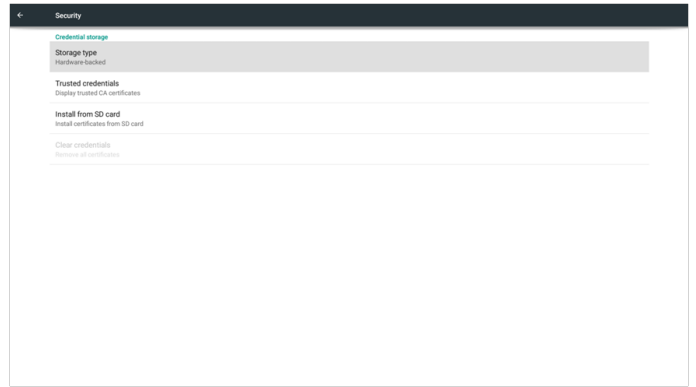 Security
Credential storage
Storage type
Hardware-backed
Trusted credentials
Display trusted CA certificates
Install from SD card
Install certificates from SD card
Clear credentials
Remove all certificates